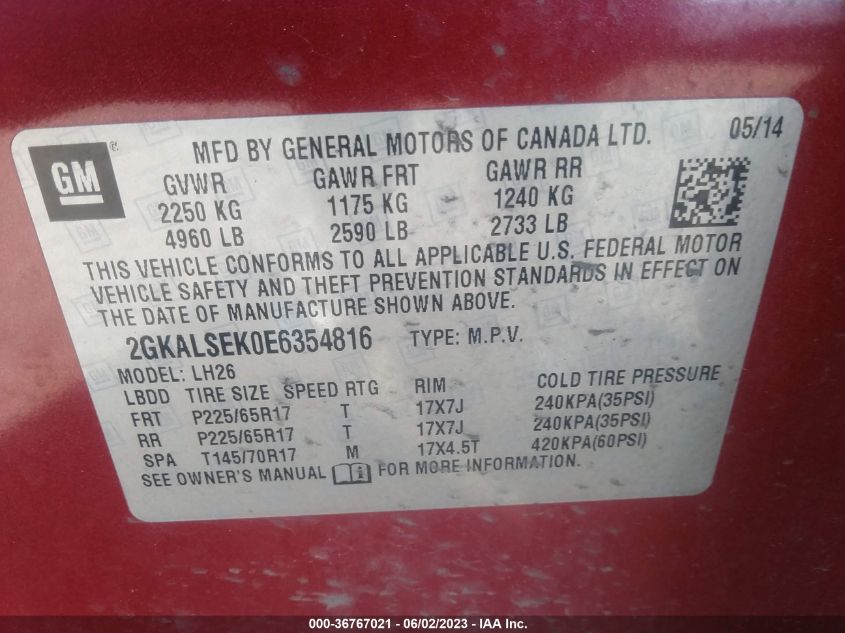 MFD BY GENERAL MOTORS OF CANADA LTD. 05/14
GM ®
GVWR GAWR FRT GAWR RR
2250 KG 1175 KG 1240 KG
4960 LB 2590 LB 2733 LB
THIS VEHICLE CONFORMS TO ALL APPLICABLE U.S. FEDERAL MOTOR
VEHICLE SAFETY AND THEFT PREVENTION STANDARDS IN EFFECT ON
THE DATE OF MANUFACTURE SHOWN ABOVE.
2GKALSEK0E6354816 TYPE: M.P.V.
MODEL: LH26
LBDD TIRE SIZE SPEED RTG RIM COLD TIRE PRESSURE
FRT P225/65R17 T 17X7J 240KPA(35PSI)
RR P225/65R17 T 17X7J 240KPA(35PSI)
SPA T145/70R17 M 17X4.5T 420KPA(60PSI)
SEE OWNER'S MANUAL FOR MORE INFORMATION.
000-36767021 - 06/02/2023 - IAA Inc.